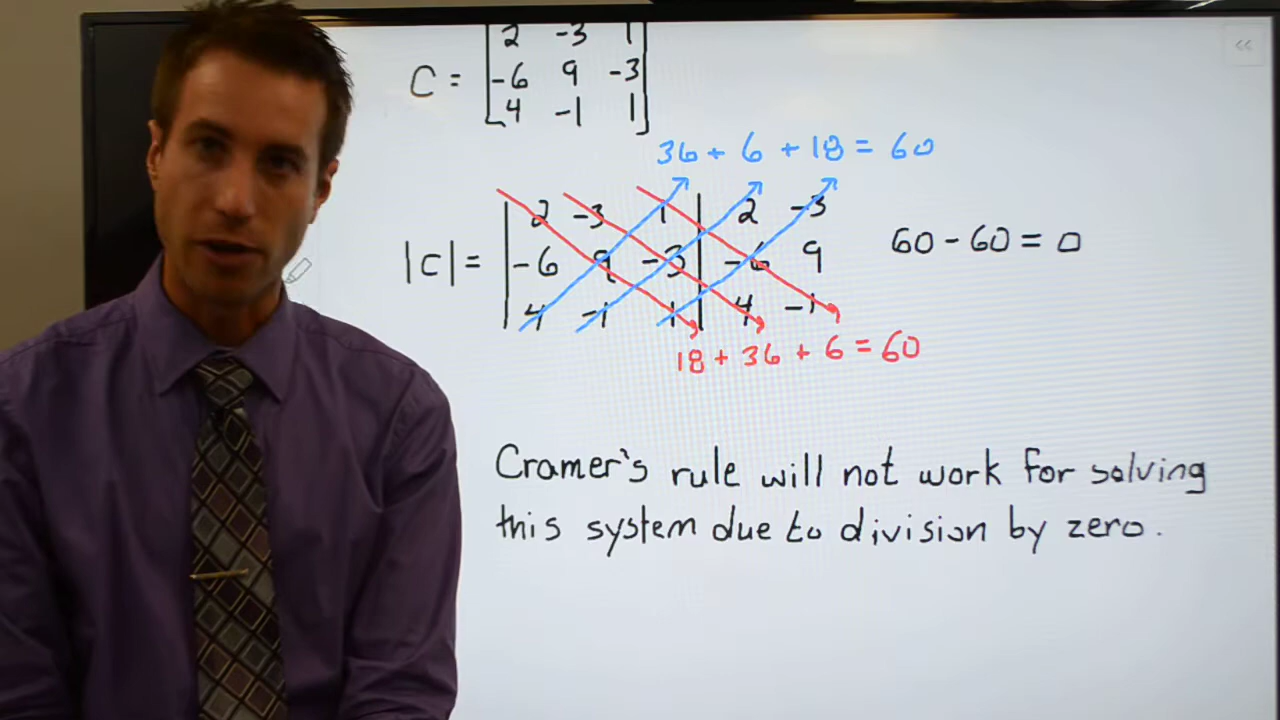 2 -3 1
C = -6 9 -3
4 -1 1
36 + 6 + 18 = 60
2 -3 1 2 -3
|C| = -6 9 -3 -6 9 60 - 60 = 0
4 -1 1 4 -1
18 + 36 + 6 = 60
Cramer's rule will not work for solving
this system due to division by zero.